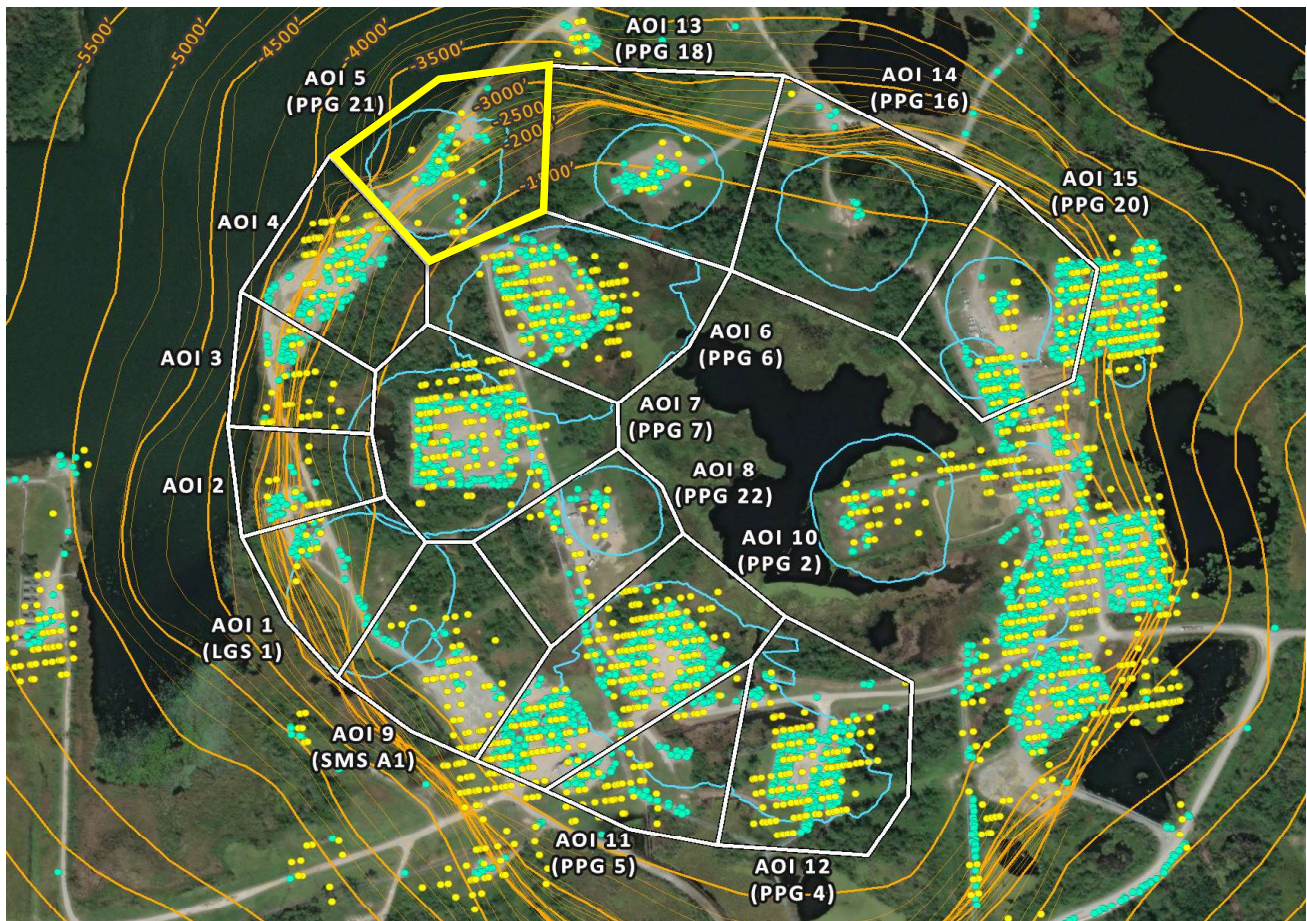 -5500'
-5000'
-4500'
-4000'
-3500'
-3000'
-2500
-2000'
-1500'
AOI 13
(PPG 18)
AOI 14
(PPG 16)
AOI 5
(PPG 21)
AOI 15
(PPG 20)
AOI 4
AOI 3
AOI 6
(PPG 6)
AOI 7
(PPG 7)
AOI 8
(PPG 22)
AOI 2
AOI 10
(PPG 2)
AOI 1
(LGS 1)
AOI 9
(SMS A1)
AOI 11
(PPG 5)
AOI 12
(PPG 4)